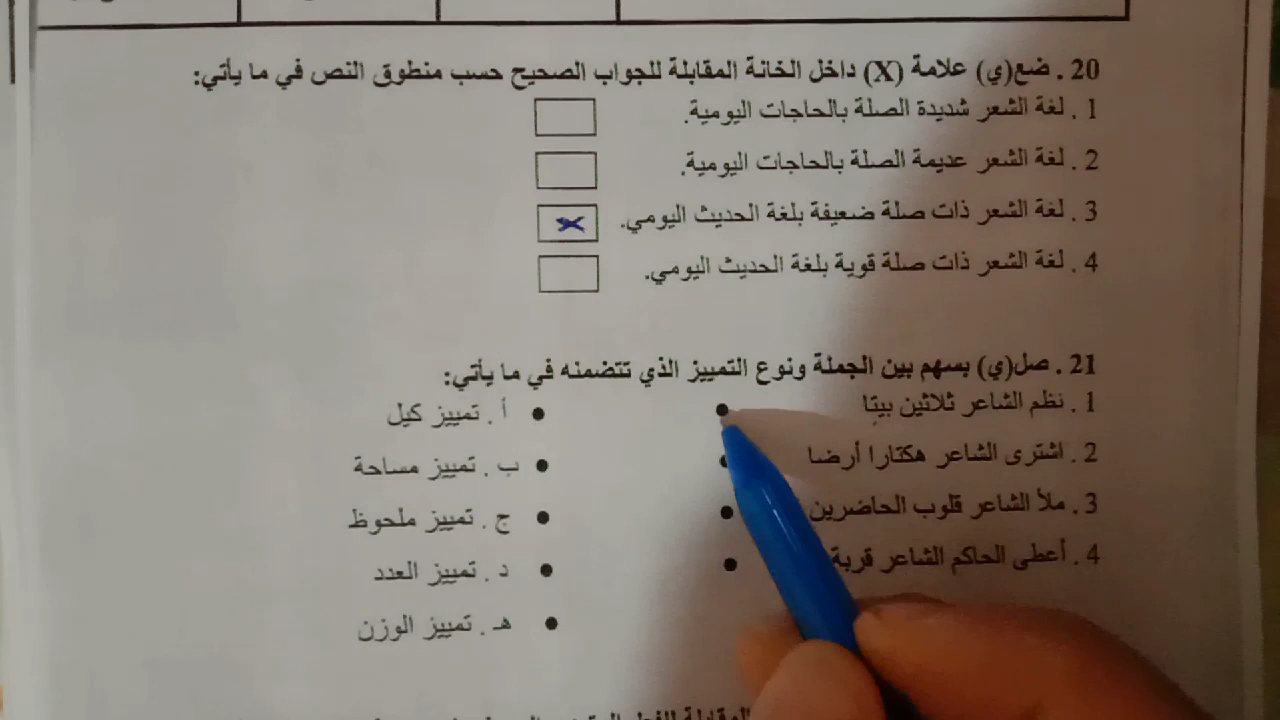 20 . ضع(ي) علامة (X) داخل الخانة المقابلة للجواب الصحيح حسب منطوق النص في ما يأتي:
1 . لغة الشعر شديدة الصلة بالحاجات اليومية.
2 . لغة الشعر عديمة الصلة بالحاجات اليومية.
3 . لغة الشعر ذات صلة ضعيفة بلغة الحديث اليومي. X
4 . لغة الشعر ذات صلة قوية بلغة الحديث اليومي.
21 . صل(ي) بسهم بين الجملة ونوع التمييز الذي تتضمنه في ما يأتي:
1 . نظم الشاعر ثلاثين بيتا • • أ . تمييز كيل
2 . اشترى الشاعر هكتارا أرضا • • ب . تمييز مساحة
3 . ملأ الشاعر قلوب الحاضرين • • ج . تمييز ملحوظ
4 . أعطى الحاكم الشاعر قربة • • د . تمييز العدد
• هـ . تمييز الوزن